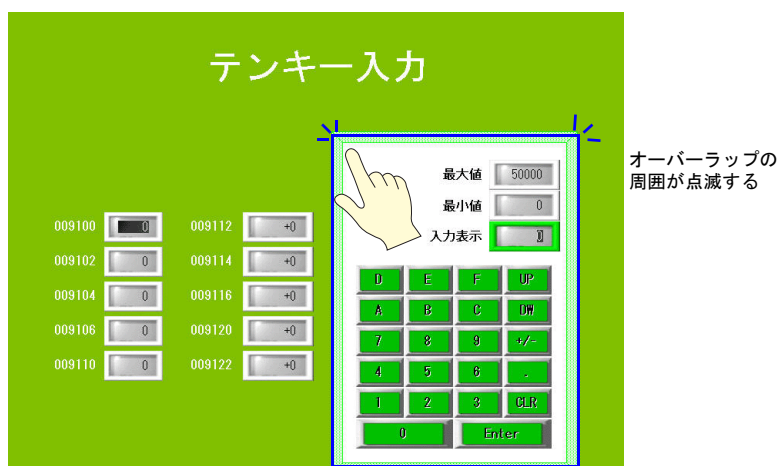 テンキー入力
オーバーラップの
周囲が点滅する
最大値 50000
最小値 0
入力表示 0
009100 0 009112 +0
009102 0 009114 +0
009104 0 009116 +0
009106 0 009120 +0
009110 0 009122 +0
D E F UP
A B C DW
7 8 9 +/-
4 5 6 .
1 2 3 CLR
0 Enter